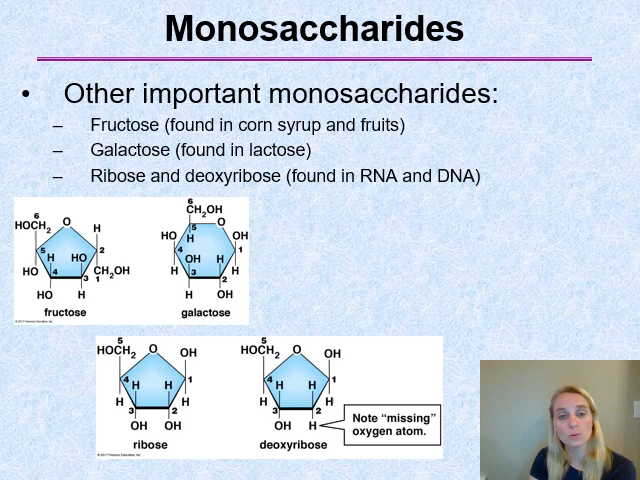 Monosaccharides
• Other important monosaccharides:
– Fructose (found in corn syrup and fruits)
– Galactose (found in lactose)
– Ribose and deoxyribose (found in RNA and DNA)
6
HOCH2 O H
5 H HO 2
HO 4 3 1 CH2OH
HO H
fructose
6
CH2OH
5 O
HO H OH
4 OH H 1
H 3 2 H
H OH
galactose
5
HOCH2 O OH
4 H H 1
H 3 2 H
OH OH
ribose
5
HOCH2 O OH
4 H H 1
H 3 2 H
OH H
deoxyribose
Note “missing”
oxygen atom.